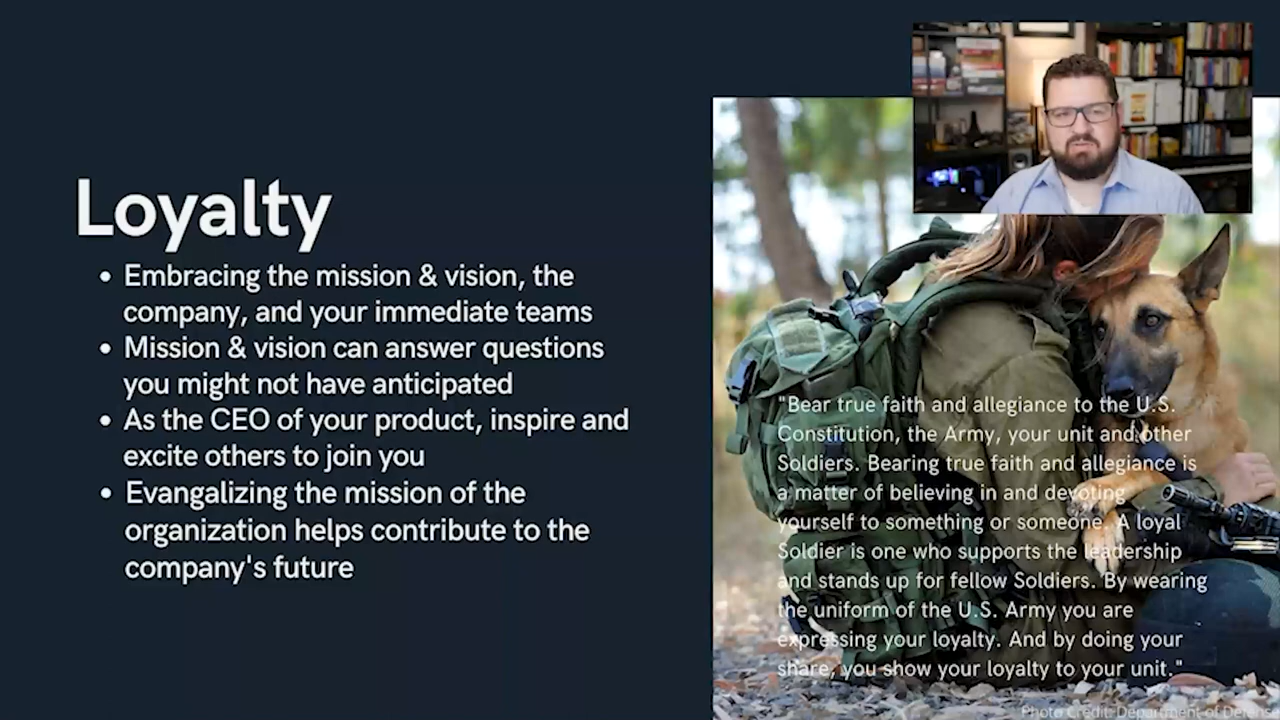 Loyalty
• Embracing the mission & vision, the
company, and your immediate teams
• Mission & vision can answer questions
you might not have anticipated
• As the CEO of your product, inspire and
excite others to join you
• Evangalizing the mission of the
organization helps contribute to the
company's future
"Bear true faith and allegiance to the U.S.
Constitution, the Army, your unit and other
Soldiers. Bearing true faith and allegiance is
a matter of believing in and devoting
yourself to something or someone. A loyal
Soldier is one who supports the leadership
and stands up for fellow Soldiers. By wearing
the uniform of the U.S. Army you are
expressing your loyalty. And by doing your
share, you show your loyalty to your unit."
Photo Credit: Department of Defense